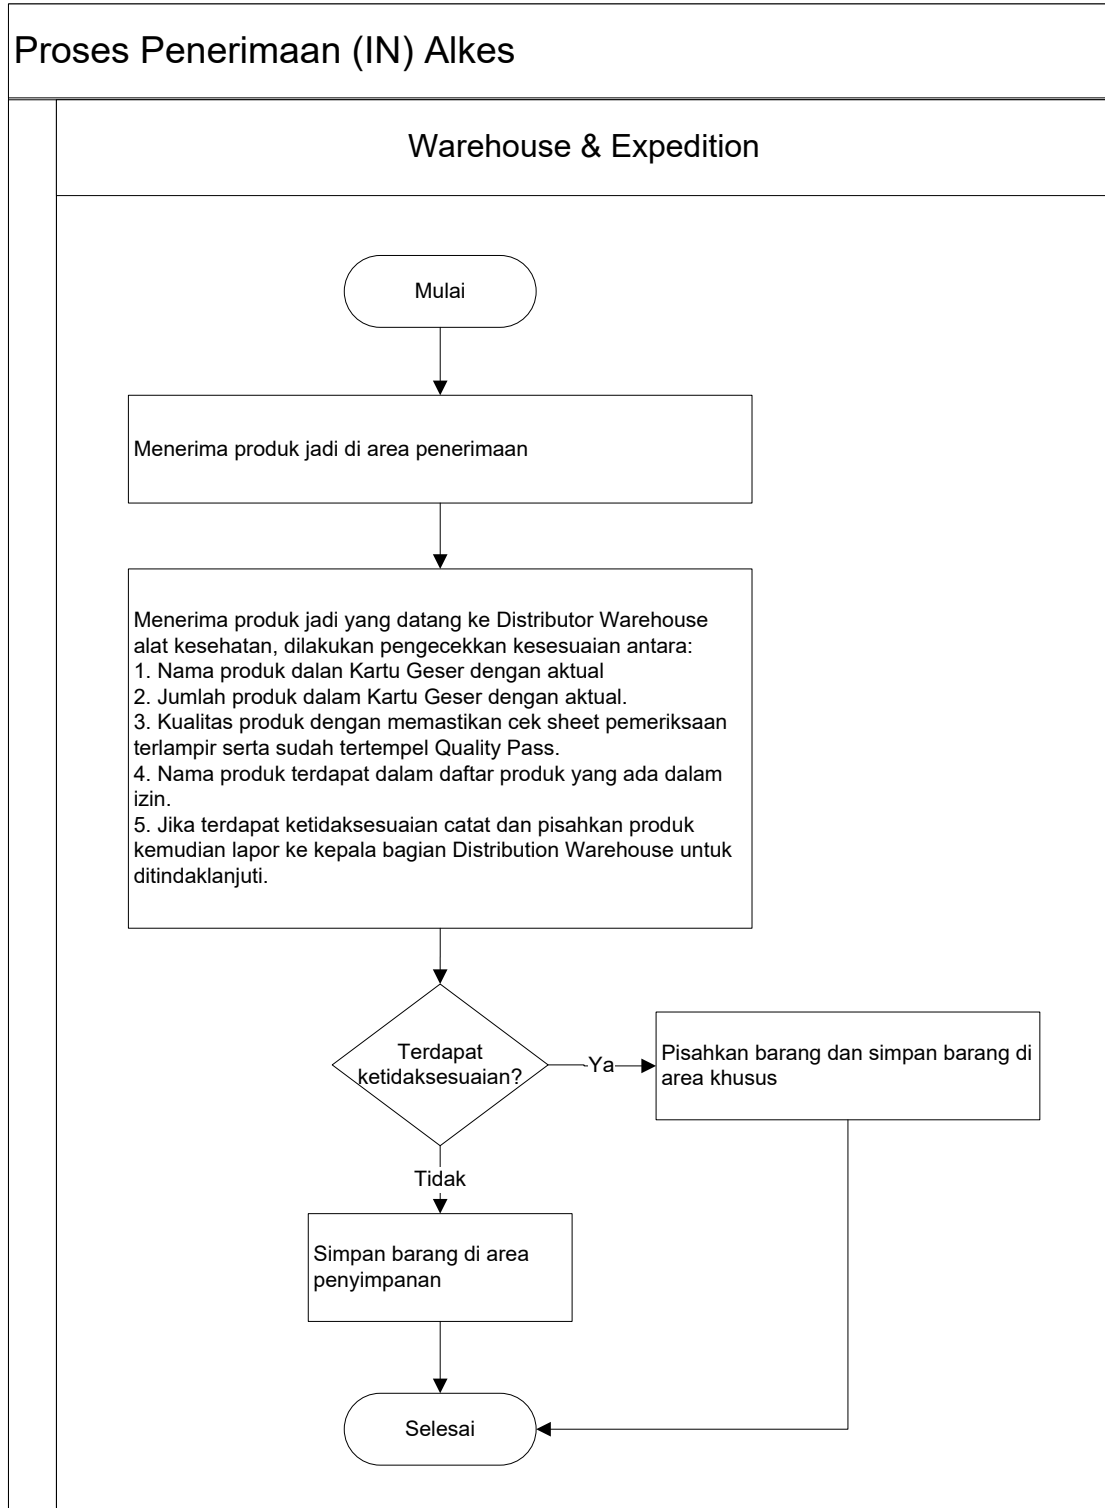 Proses Penerimaan (IN) Alkes
Warehouse & Expedition
Mulai
Menerima produk jadi di area penerimaan
Menerima produk jadi yang datang ke Distributor Warehouse
alat kesehatan, dilakukan pengecekkan kesesuaian antara:
1. Nama produk dalan Kartu Geser dengan aktual
2. Jumlah produk dalam Kartu Geser dengan aktual.
3. Kualitas produk dengan memastikan cek sheet pemeriksaan
terlampir serta sudah tertempel Quality Pass.
4. Nama produk terdapat dalam daftar produk yang ada dalam
izin.
5. Jika terdapat ketidaksesuaian catat dan pisahkan produk
kemudian lapor ke kepala bagian Distribution Warehouse untuk
ditindaklanjuti.
Terdapat
ketidaksesuaian?
Ya
Pisahkan barang dan simpan barang di
area khusus
Tidak
Simpan barang di area
penyimpanan
Selesai